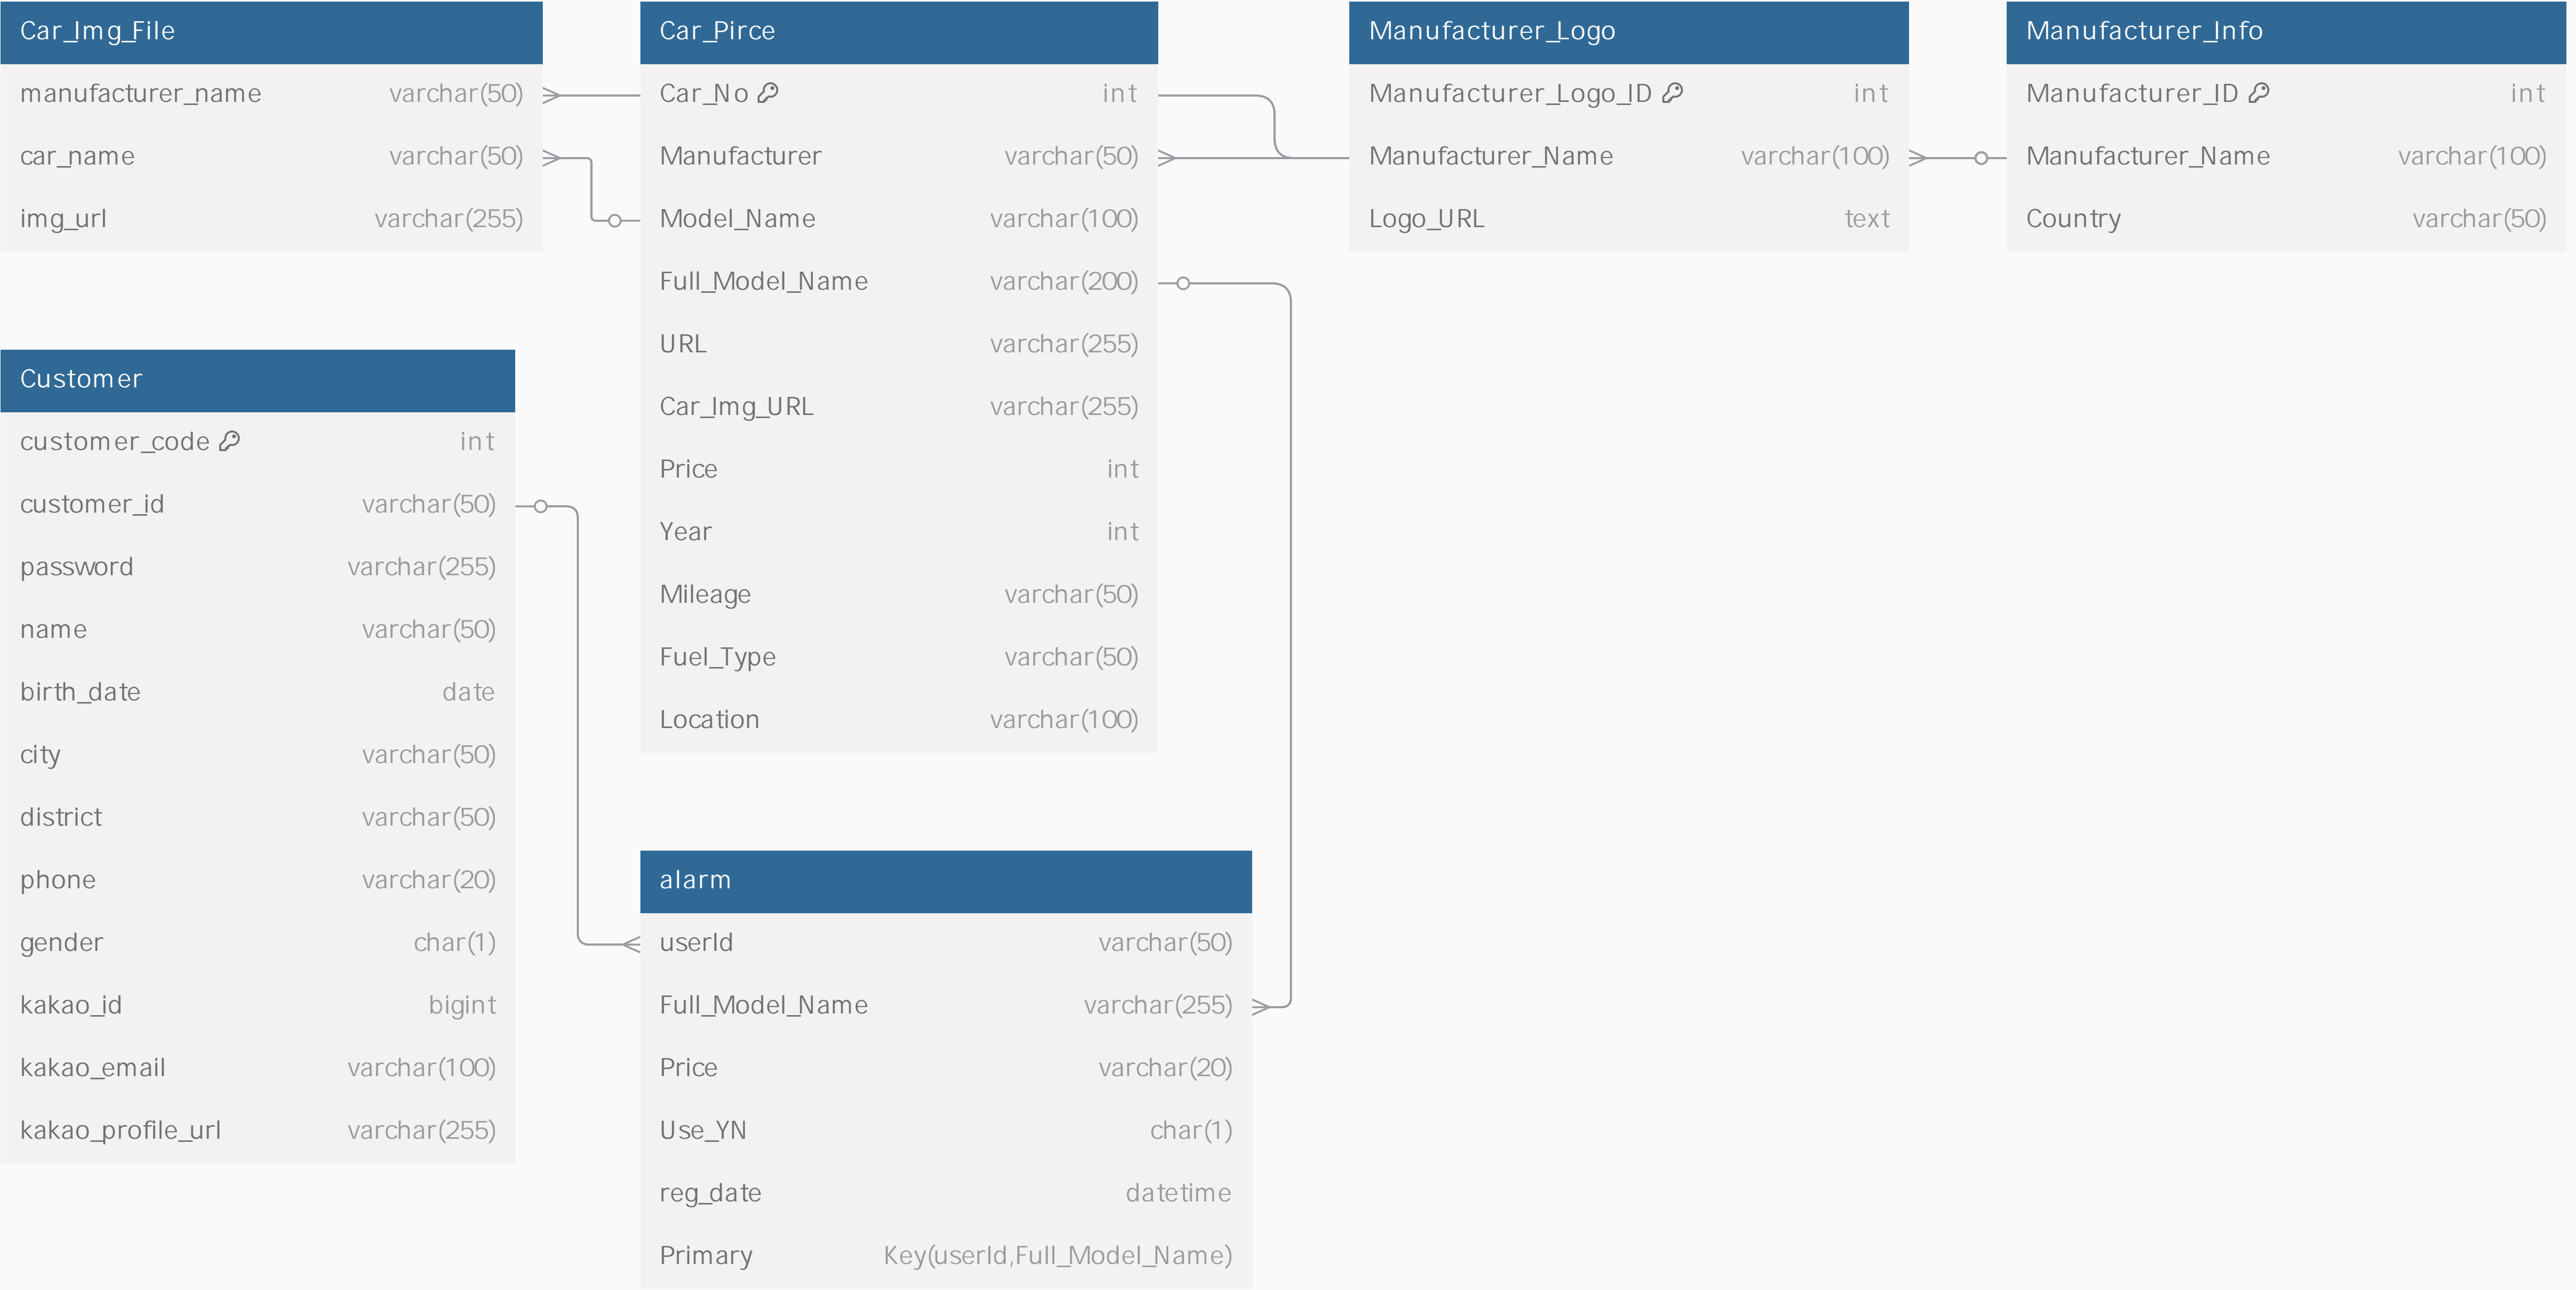 Car_Img_File
manufacturer_name varchar(50)
car_name varchar(50)
img_url varchar(255)
Car_Pirce
Car_No int
Manufacturer varchar(50)
Model_Name varchar(100)
Full_Model_Name varchar(200)
URL varchar(255)
Car_Img_URL varchar(255)
Price int
Year int
Mileage varchar(50)
Fuel_Type varchar(50)
Location varchar(100)
Manufacturer_Logo
Manufacturer_Logo_ID int
Manufacturer_Name varchar(100)
Logo_URL text
Manufacturer_Info
Manufacturer_ID int
Manufacturer_Name varchar(100)
Country varchar(50)
Customer
customer_code int
customer_id varchar(50)
password varchar(255)
name varchar(50)
birth_date date
city varchar(50)
district varchar(50)
phone varchar(20)
gender char(1)
kakao_id bigint
kakao_email varchar(100)
kakao_profile_url varchar(255)
alarm
userId varchar(50)
Full_Model_Name varchar(255)
Price varchar(20)
Use_YN char(1)
reg_date datetime
Primary Key(userId,Full_Model_Name)